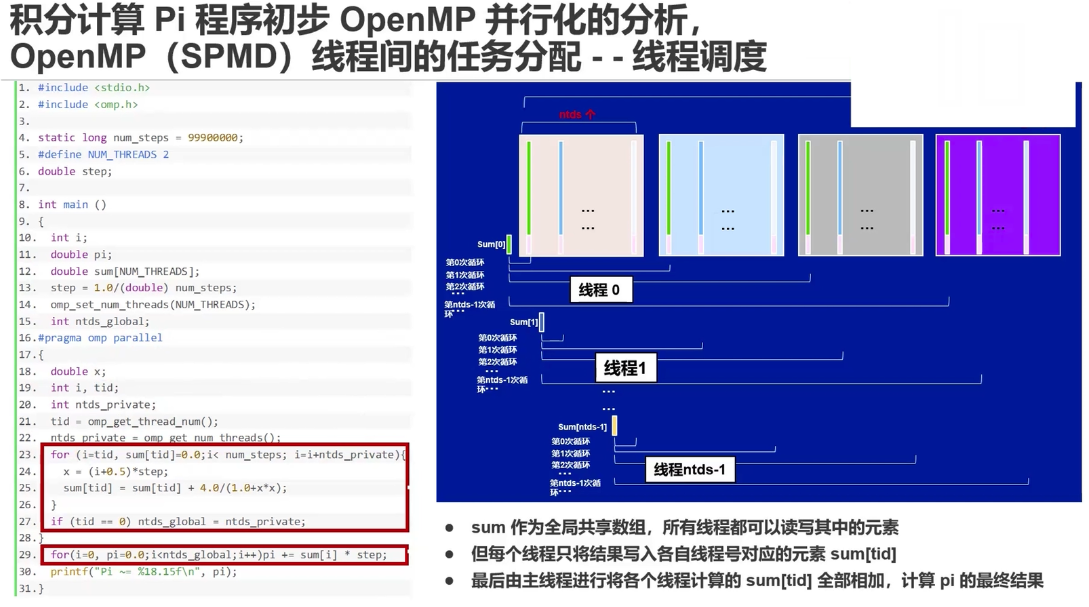 积分计算 Pi 程序初步 OpenMP 并行化的分析，
OpenMP（SPMD）线程间的任务分配 - - 线程调度
1. #include <stdio.h>
2. #include <omp.h>
3.
4. static long num_steps = 99900000;
5. #define NUM_THREADS 2
6. double step;
7.
8. int main ()
9. {
10. int i;
11. double pi;
12. double sum[NUM_THREADS];
13. step = 1.0/(double) num_steps;
14. omp_set_num_threads(NUM_THREADS);
15. int ntds_global;
16.#pragma omp parallel
17.{
18. double x;
19. int i, tid;
20. int ntds_private;
21. tid = omp_get_thread_num();
22. ntds_private = omp_get_num_threads();
23. for (i=tid, sum[tid]=0.0;i< num_steps; i=i+ntds_private){
24. x = (i+0.5)*step;
25. sum[tid] = sum[tid] + 4.0/(1.0+x*x);
26. }
27. if (tid == 0) ntds_global = ntds_private;
28.}
29. for(i=0, pi=0.0;i<ntds_global;i++)pi += sum[i] * step;
30. printf("Pi ~= %18.15f\n", pi);
31.}
ntds 个
... ... ... ...
... ... ... ...
Sum[0]
第0次循环
第1次循环
第2次循环
...
第ntds-1次循
环...
线程 0
Sum[1]
第0次循环
第1次循环
第2次循环
...
第ntds-1次循
环...
线程1
...
...
Sum[ntds-1]
第0次循环
第1次循环
第2次循环
...
第ntds-1次循
环...
线程ntds-1
● sum 作为全局共享数组，所有线程都可以读写其中的元素
● 但每个线程只将结果写入各自线程号对应的元素 sum[tid]
● 最后由主线程进行将各个线程计算的 sum[tid] 全部相加，计算 pi 的最终结果